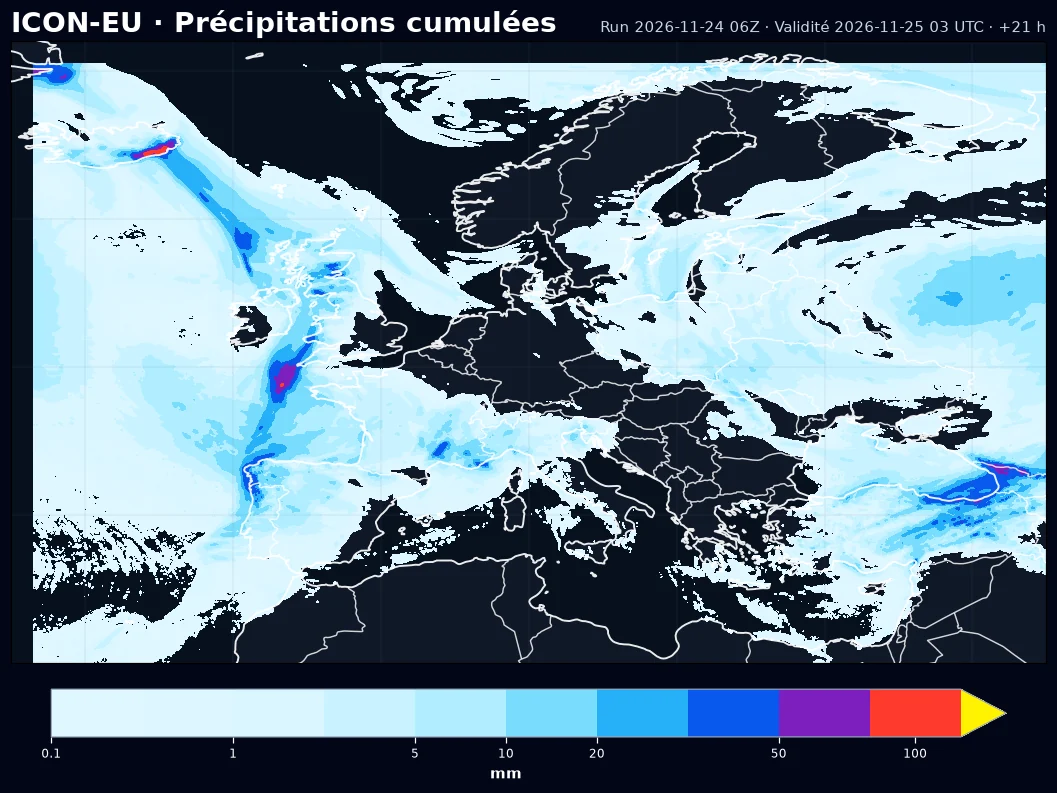 ICON-EU · Précipitations cumulées
Run 2026-11-24 06Z · Validité 2026-11-25 03 UTC · +21 h
0.1 1 5 10 20 50 100
mm